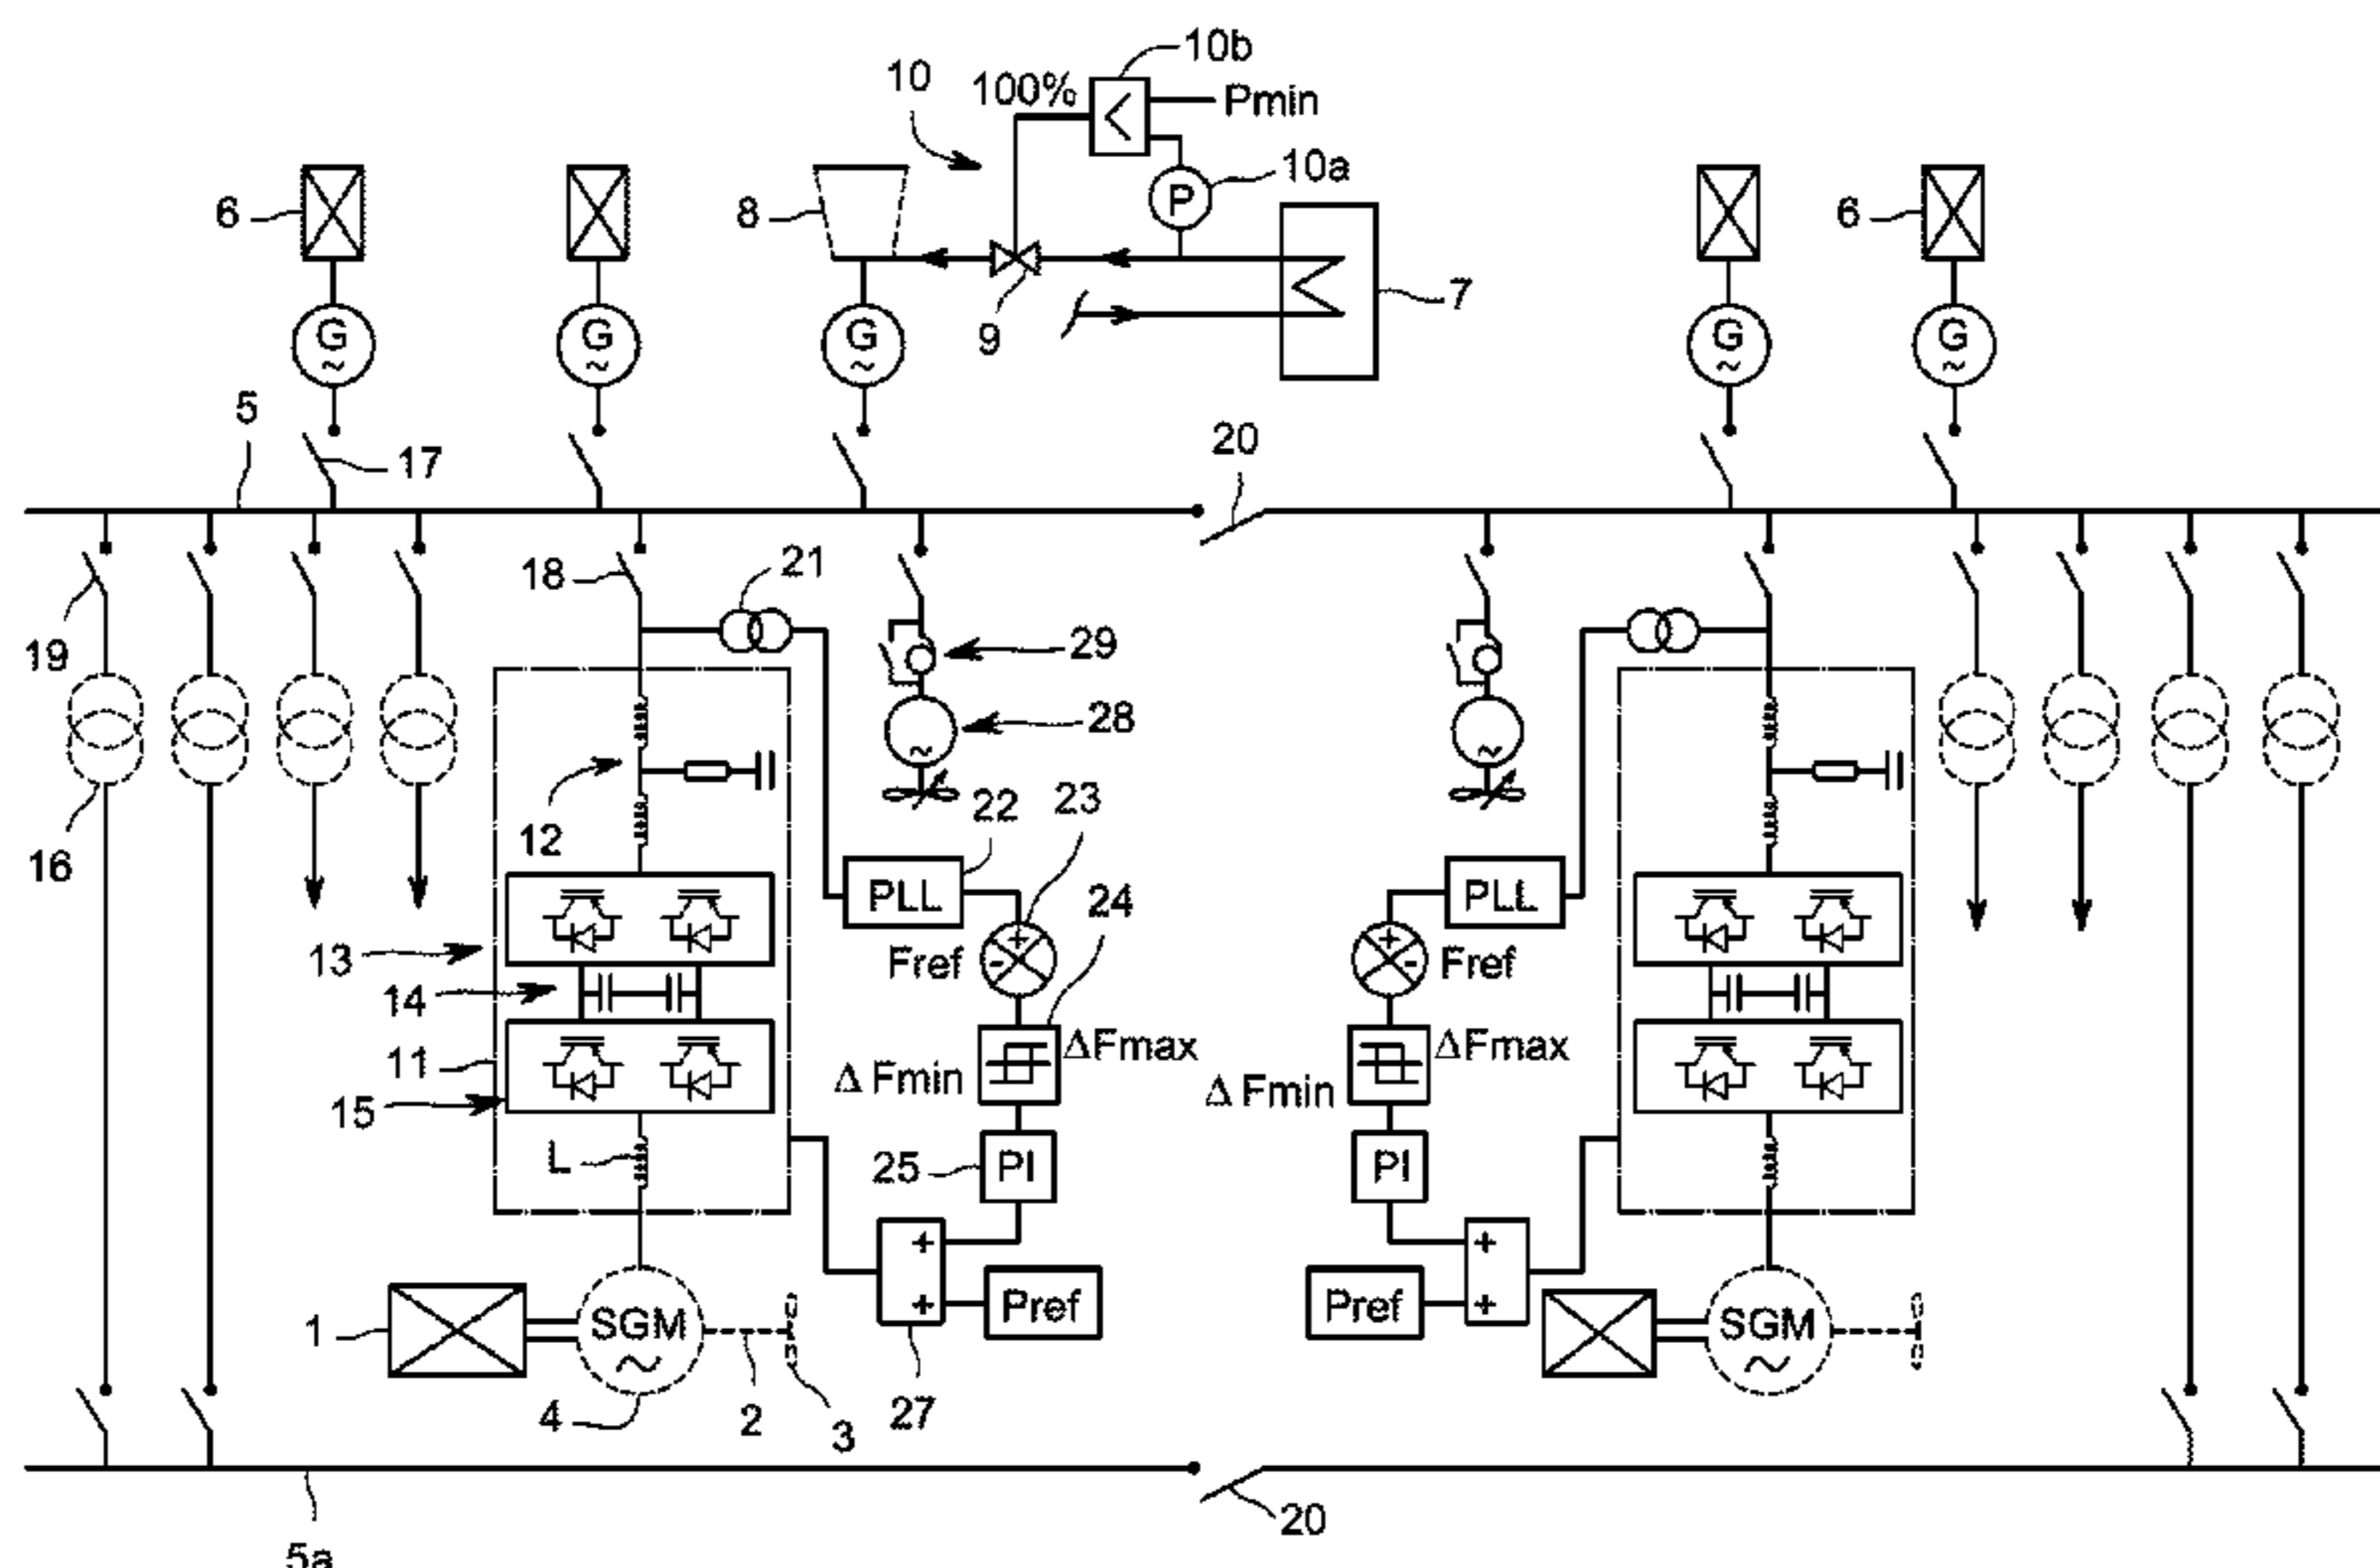 10b
10
100%
Pmin
10a
P
6
8
6
7
9
G
~
G
~
G
~
G
~
G
~
5
17
20
18
21
19
29
28
~
~
12
22
23
16
PLL
24
PLL
13
Fref
+
-
+
-
Fref
14
ΔFmax
ΔFmax
11
Δ Fmin
Δ Fmin
15
L
25
PI
PI
+
+
Pref
+
+
Pref
1
SGM
~
SGM
~
4
2
3
27
20
5a